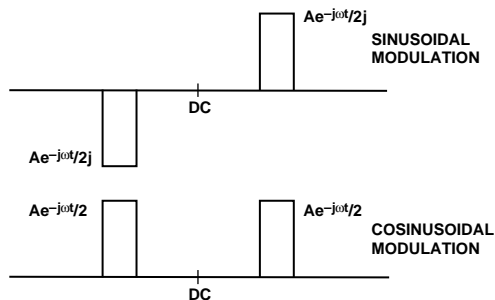 Ae−jωt/2j
SINUSOIDAL
MODULATION
DC
Ae−jωt/2j
Ae−jωt/2
Ae−jωt/2
COSINUSOIDAL
MODULATION
DC